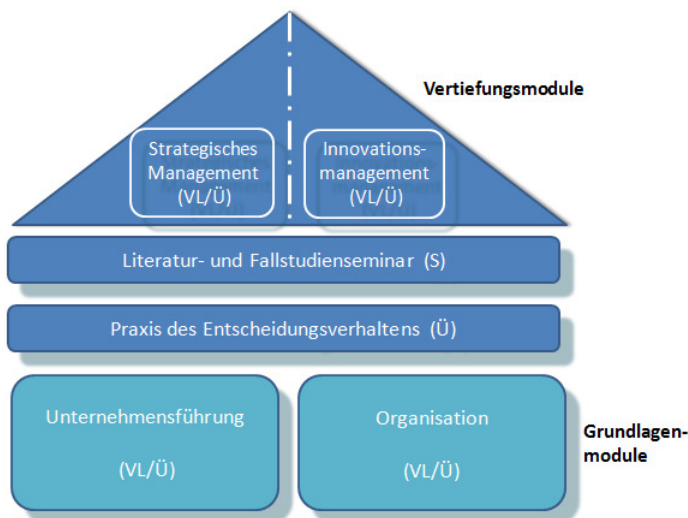 Vertiefungsmodule
Strategisches
Management
(VL/Ü)
Innovations-
management
(VL/Ü)
Literatur- und Fallstudienseminar (S)
Praxis des Entscheidungsverhaltens (Ü)
Unternehmensführung
(VL/Ü)
Organisation
(VL/Ü)
Grundlagen-
module